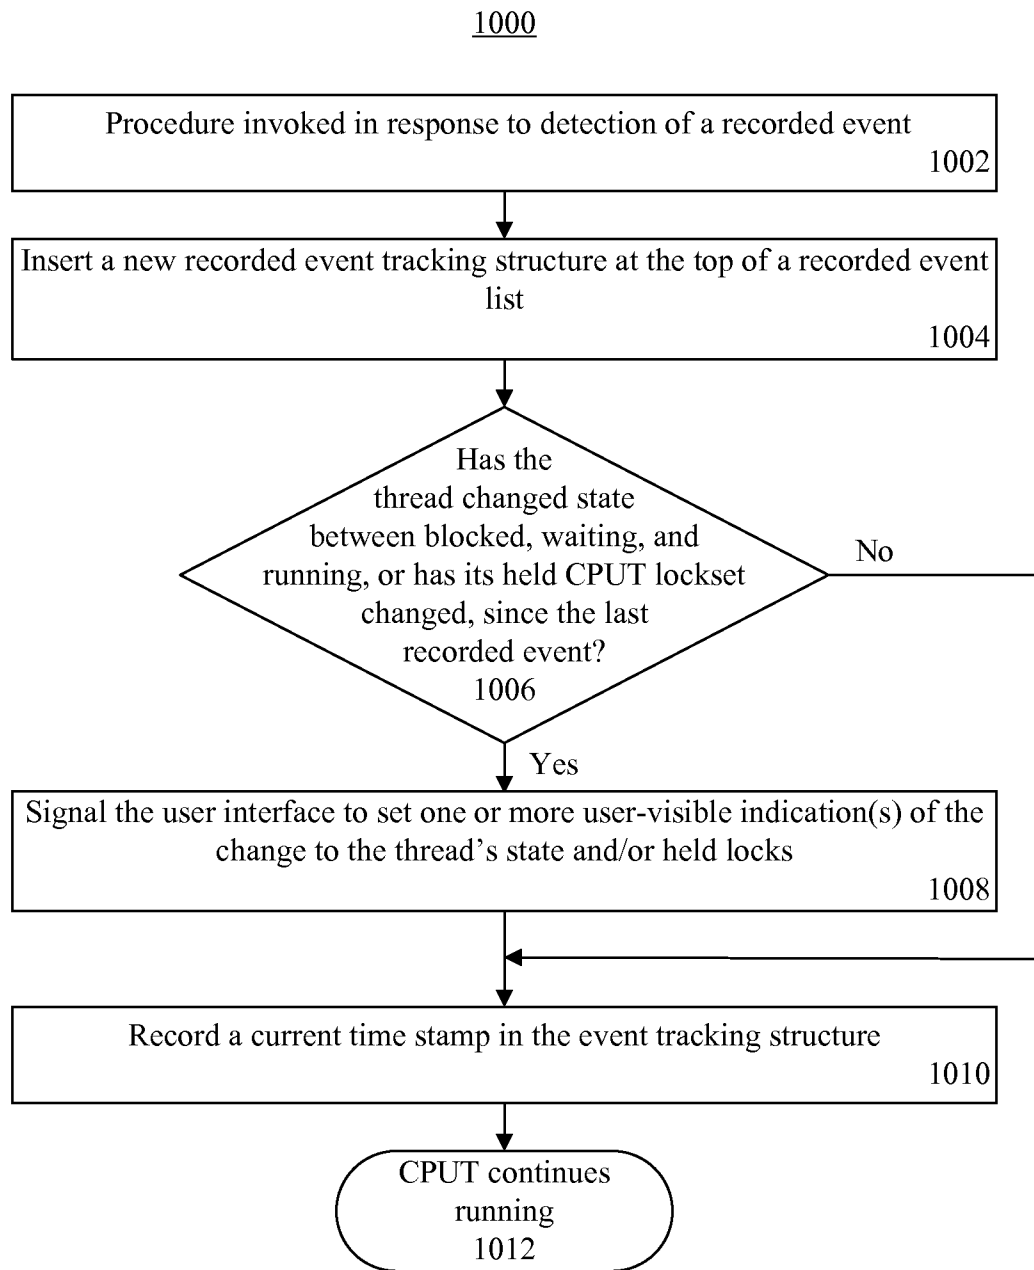 1000
Procedure invoked in response to detection of a recorded event
1002
Insert a new recorded event tracking structure at the top of a recorded event
list
1004
Has the
thread changed state
between blocked, waiting, and
running, or has its held CPUT lockset
changed, since the last
recorded event?
1006
No
Yes
Signal the user interface to set one or more user-visible indication(s) of the
change to the thread’s state and/or held locks
1008
Record a current time stamp in the event tracking structure
1010
CPUT continues
running
1012